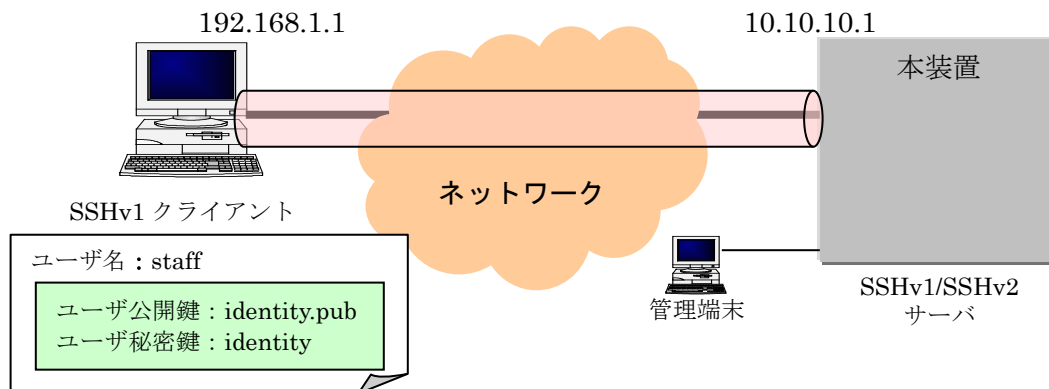 192.168.1.1
10.10.10.1
本装置
ネットワーク
SSHv1 クライアント
ユーザ名：staff
ユーザ公開鍵：identity.pub
ユーザ秘密鍵：identity
管理端末
SSHv1/SSHv2
サーバ